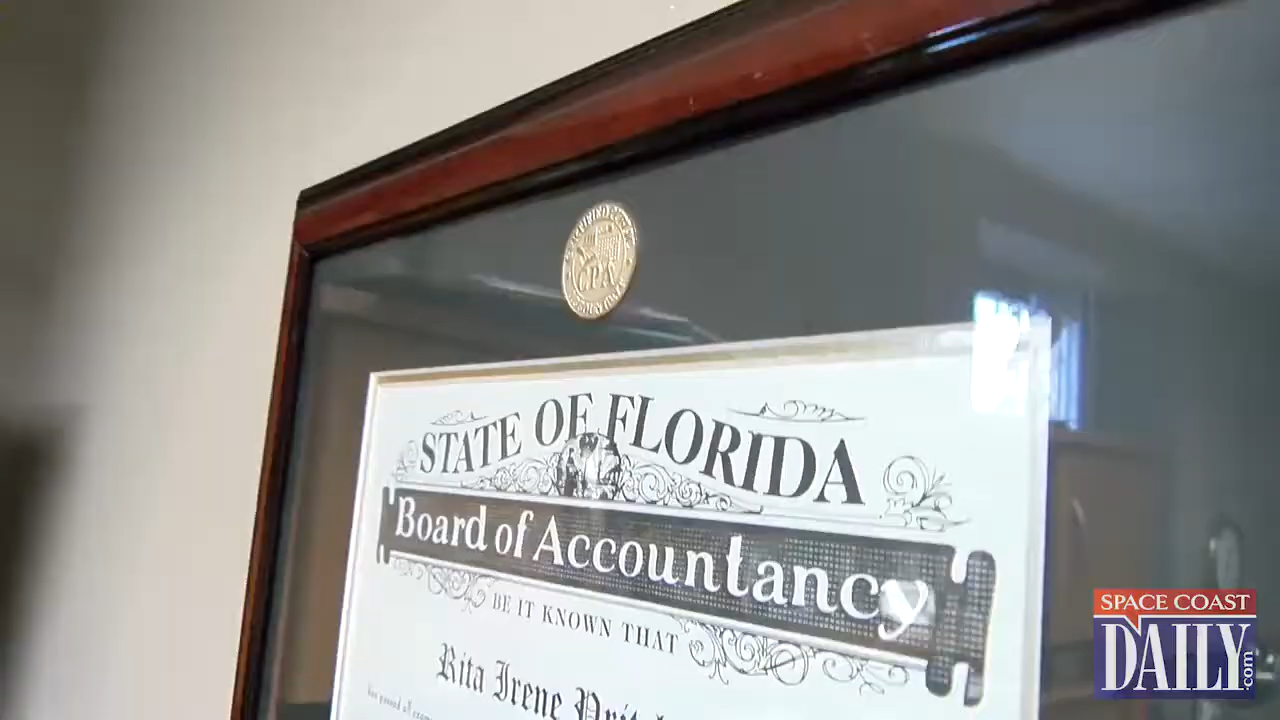 CPA
STATE OF FLORIDA
Board of Accountancy
BE IT KNOWN THAT
Rita Irene
SPACE COAST
DAILY.com